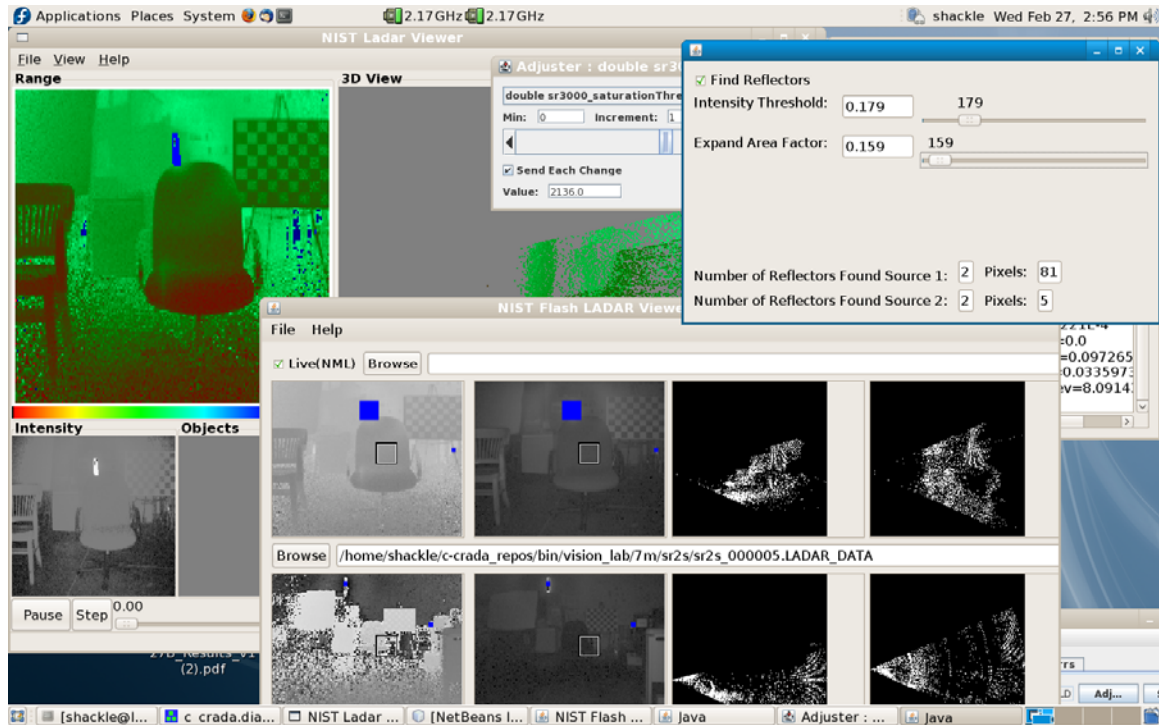 Applications Places System 2.17GHz 2.17GHz shackle Wed Feb 27, 2:56 PM
NIST Ladar Viewer
File View Help
Range
3D View
Adjuster : double sr3
double sr3000_saturationThre
Min: 0 Increment: 1
Send Each Change
Value: 2136.0
Find Reflectors
Intensity Threshold: 0.179 179
Expand Area Factor: 0.159 159
Number of Reflectors Found Source 1: 2 Pixels: 81
Number of Reflectors Found Source 2: 2 Pixels: 5
NIST Flash LADAR Viewe
File Help
Live(NML) Browse
=0.0
=0.097265
0.0335973
ev=8.0914
Intensity
Objects
Browse /home/shackle/c-crada_repos/bin/vision_lab/7m/sr2s/sr2s_000005.LADAR_DATA
Pause Step 0.00
(2).pdf
rrs
Adj...
[shackle@l... c_crada.dia... NIST Ladar ... [NetBeans I... NIST Flash ... Java Adjuster : ... Java